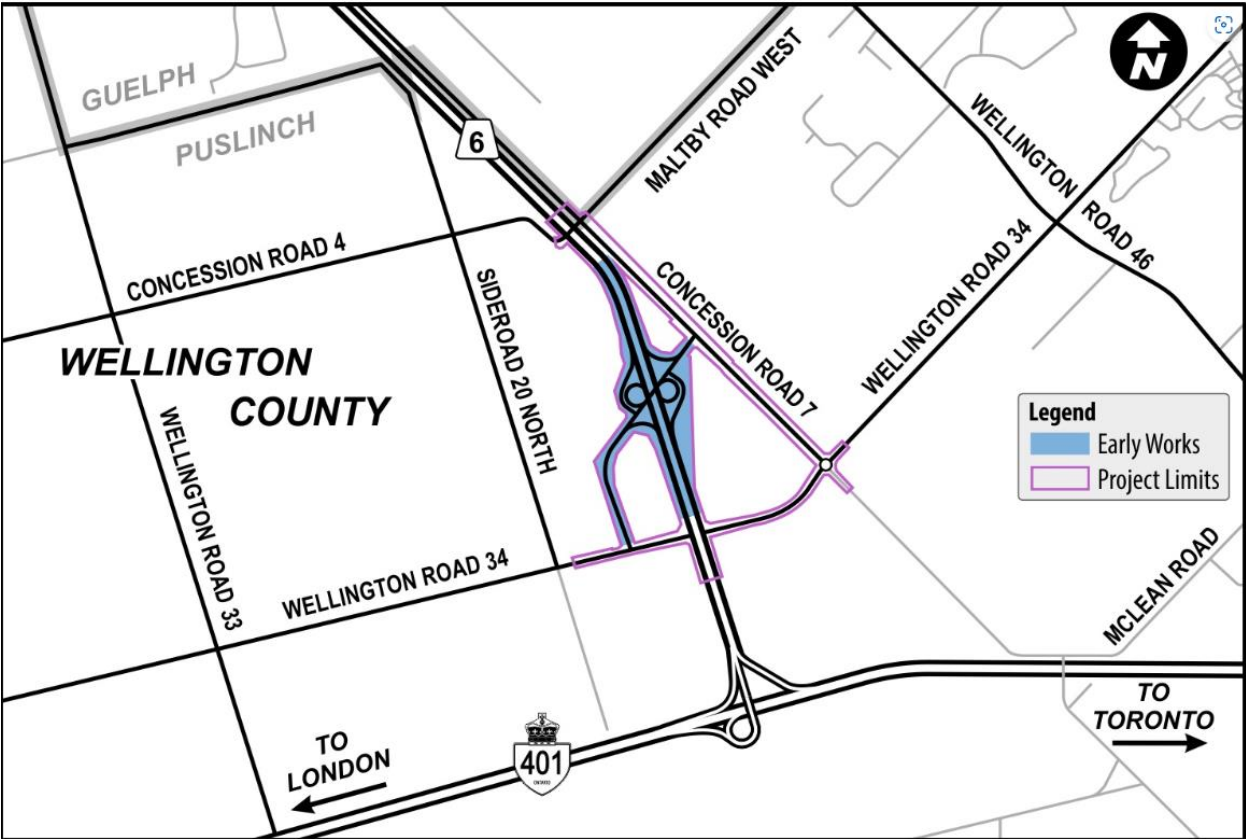 N
GUELPH
PUSLINCH
6
MALTBY ROAD WEST
WELLINGTON ROAD 46
CONCESSION ROAD 4
SIDEROAD 20 NORTH
CONCESSION ROAD 7
WELLINGTON ROAD 34
WELLINGTON
COUNTY
WELLINGTON ROAD 33
Legend
Early Works
Project Limits
WELLINGTON ROAD 34
MCLEAN ROAD
TO
LONDON
401
ONTARIO
TO
TORONTO